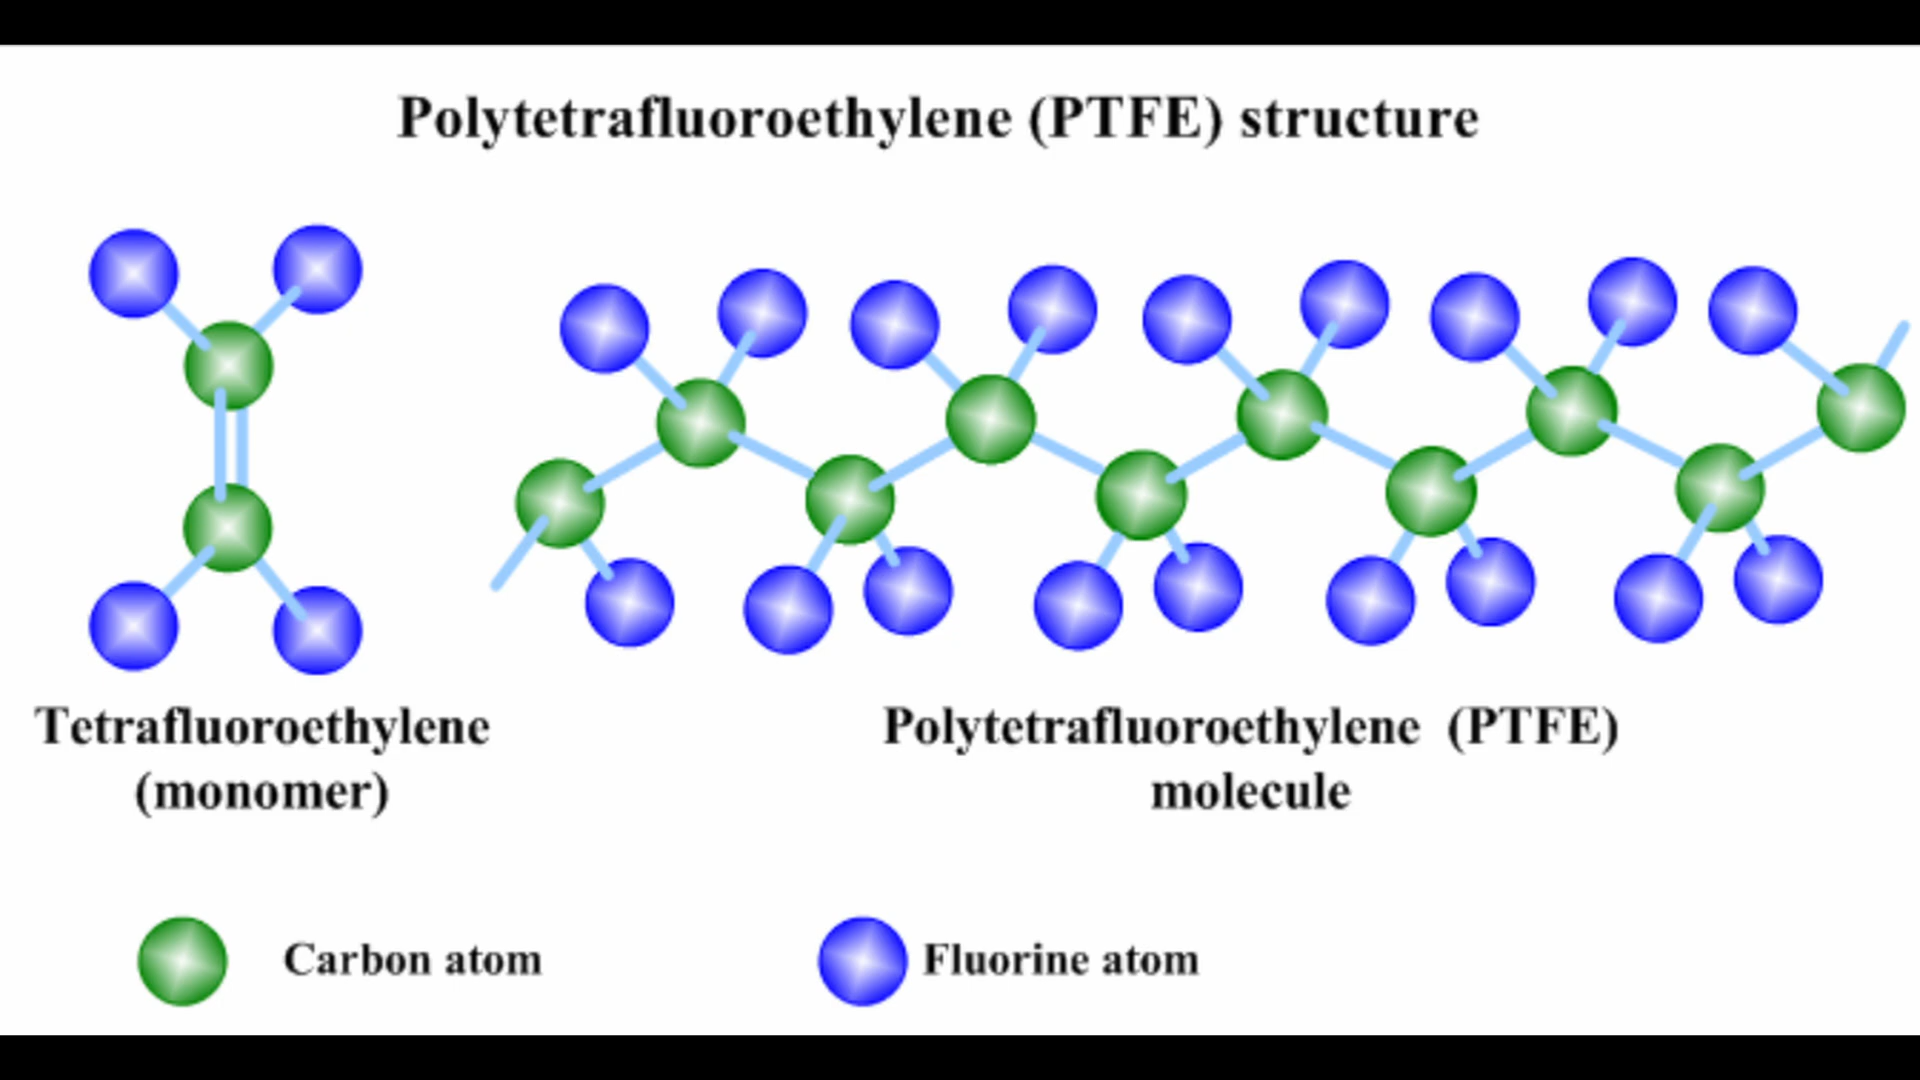 Polytetrafluoroethylene (PTFE) structure
Tetrafluoroethylene
(monomer)
Polytetrafluoroethylene (PTFE)
molecule
Carbon atom
Fluorine atom